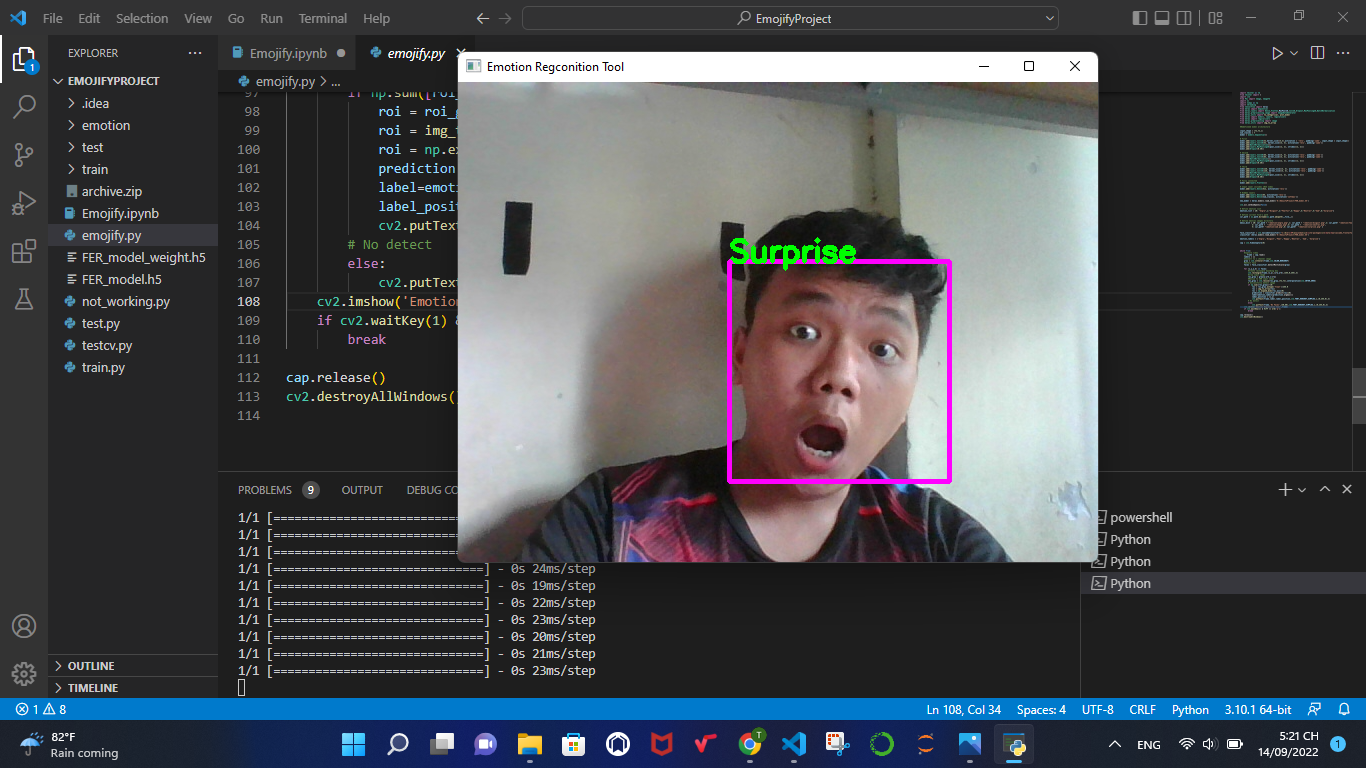 File Edit Selection View Go Run Terminal Help
EmojifyProject
EXPLORER
EMOJIFYPROJECT
.idea
emotion
test
train
archive.zip
Emojify.ipynb
emojify.py
FER_model_weight.h5
FER_model.h5
not_working.py
test.py
testcv.py
train.py
OUTLINE
TIMELINE
Emojify.ipynb
emojify.py
emojify.py > ...
97 if np.sum([roi_
98 roi = roi_
99 roi = img_
100 roi = np.ex
101 prediction
102 label=emoti
103 label_posit
104 cv2.putText
105 # No detect
106 else:
107 cv2.putText
108 cv2.imshow('Emotion
109 if cv2.waitKey(1) &
110 break
111
112 cap.release()
113 cv2.destroyAllWindows()
114
Emotion Regconition Tool
Surprise
PROBLEMS 9 OUTPUT DEBUG CO
1/1 [==============================
1/1 [==============================
1/1 [==============================
1/1 [==============================] - 0s 24ms/step
1/1 [==============================] - 0s 19ms/step
1/1 [==============================] - 0s 22ms/step
1/1 [==============================] - 0s 23ms/step
1/1 [==============================] - 0s 20ms/step
1/1 [==============================] - 0s 21ms/step
1/1 [==============================] - 0s 23ms/step
powershell
Python
Python
Python
1 8
Ln 108, Col 34 Spaces: 4 UTF-8 CRLF Python 3.10.1 64-bit
82°F
Rain coming
ENG
5:21 CH
14/09/2022
1